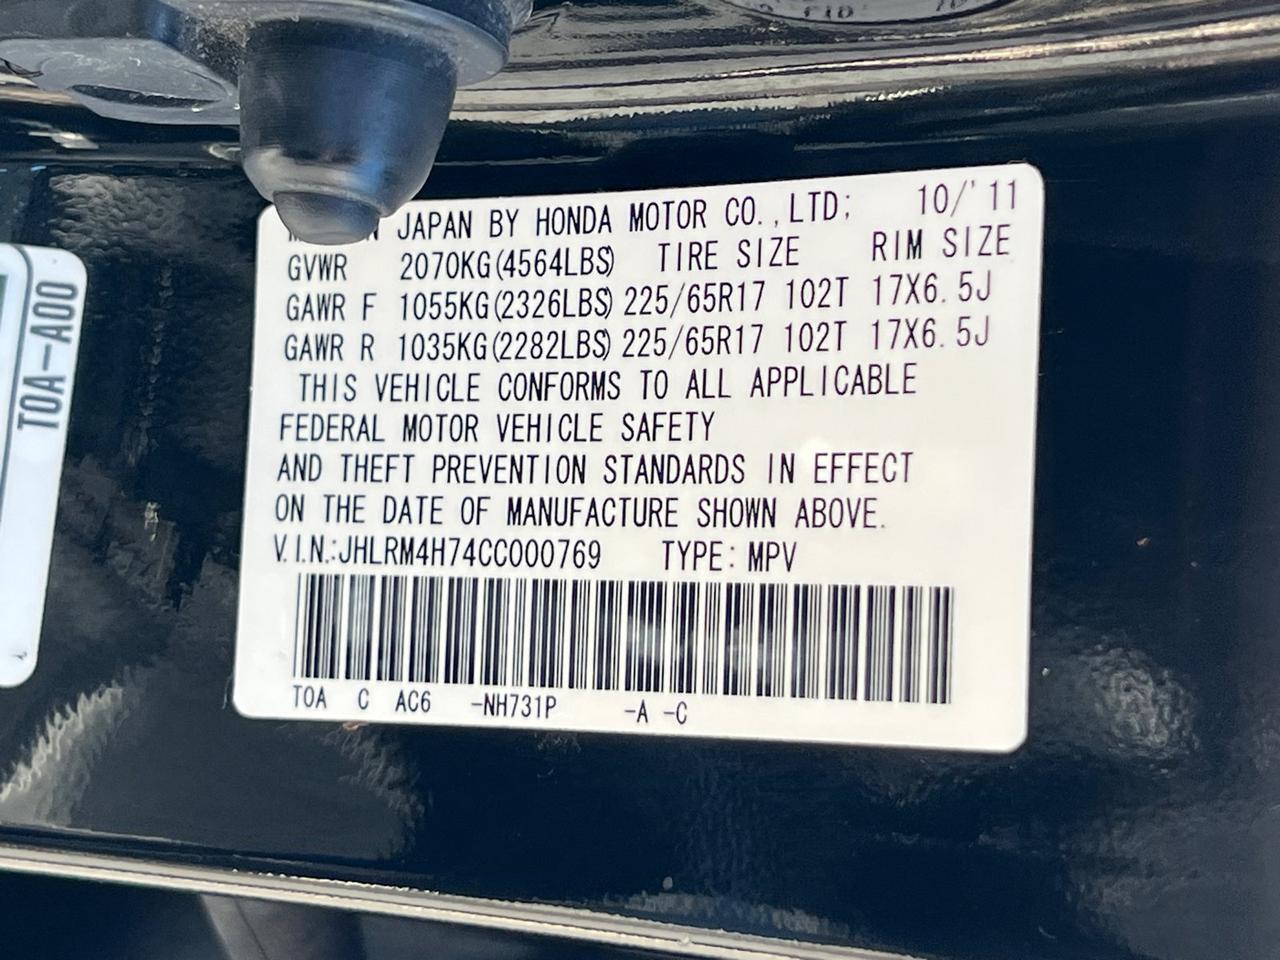 JAPAN BY HONDA MOTOR CO.,LTD; 10/'11
GVWR 2070KG(4564LBS) TIRE SIZE RIM SIZE
GAWR F 1055KG(2326LBS) 225/65R17 102T 17X6.5J
GAWR R 1035KG(2282LBS) 225/65R17 102T 17X6.5J
THIS VEHICLE CONFORMS TO ALL APPLICABLE
FEDERAL MOTOR VEHICLE SAFETY
AND THEFT PREVENTION STANDARDS IN EFFECT
ON THE DATE OF MANUFACTURE SHOWN ABOVE.
V.I.N.:JHLRM4H74CC000769 TYPE: MPV
T0A C AC6 -NH731P -A -C
T0A-A00